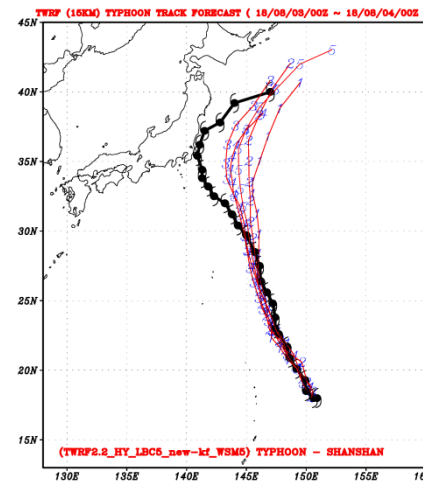 TWRF (15KM) TYPHOON TRACK FORECAST ( 18/08/03/00Z ~ 18/08/04/00Z
45N
40N
35N
30N
25N
20N
15N
(TWRF2.2_HY_LBC5_new-kf_WSM5) TYPHOON - SHANSHAN
130E 135E 140E 145E 150E 155E